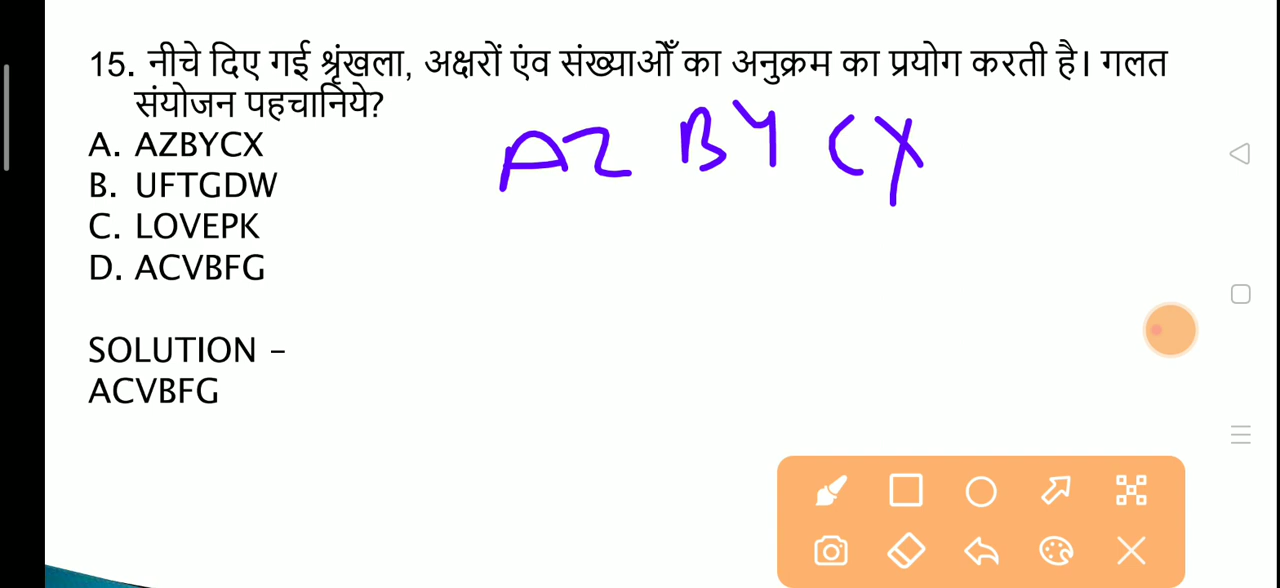 15. नीचे दिए गई श्रृंखला, अक्षरों एंव संख्याओँ का अनुक्रम का प्रयोग करती है। गलत
संयोजन पहचानिये?
A. AZBYCX
AZ BY CX
B. UFTGDW
C. LOVEPK
D. ACVBFG
SOLUTION –
ACVBFG